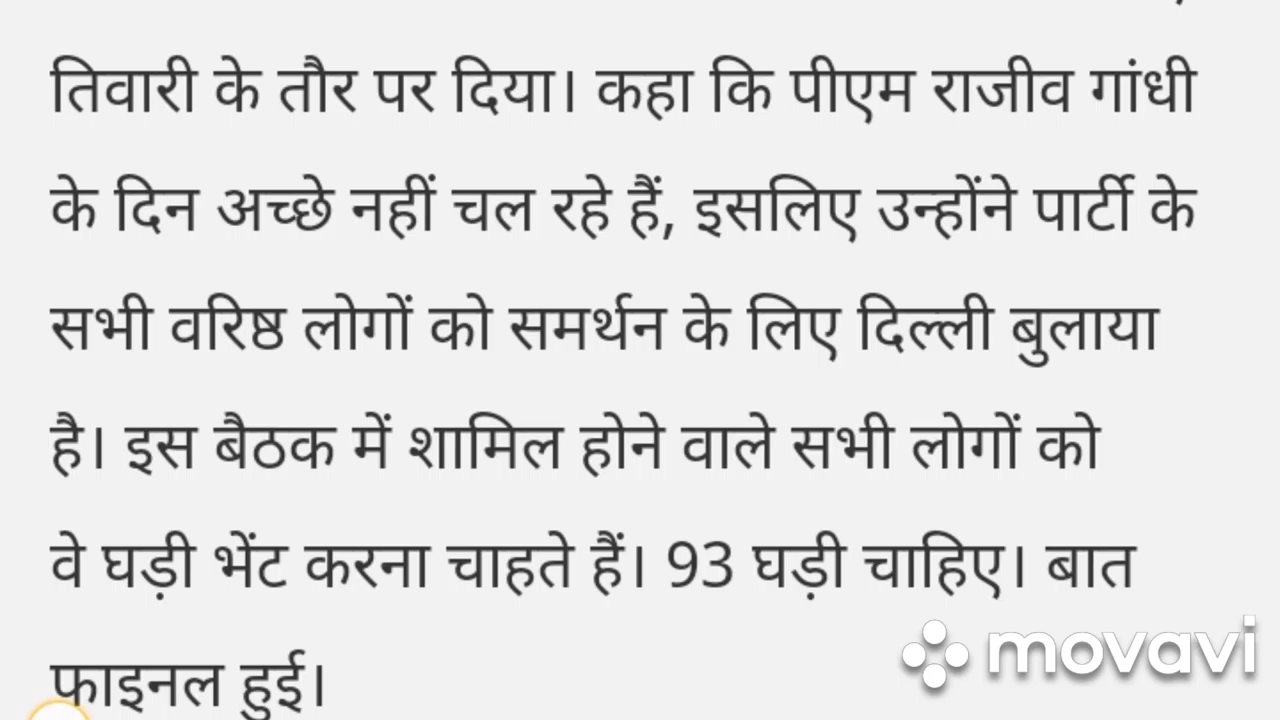 तिवारी के तौर पर दिया। कहा कि पीएम राजीव गांधी
के दिन अच्छे नहीं चल रहे हैं, इसलिए उन्होंने पार्टी के
सभी वरिष्ठ लोगों को समर्थन के लिए दिल्ली बुलाया
है। इस बैठक में शामिल होने वाले सभी लोगों को
वे घड़ी भेंट करना चाहते हैं। 93 घड़ी चाहिए। बात
फाइनल हुई।
movavi